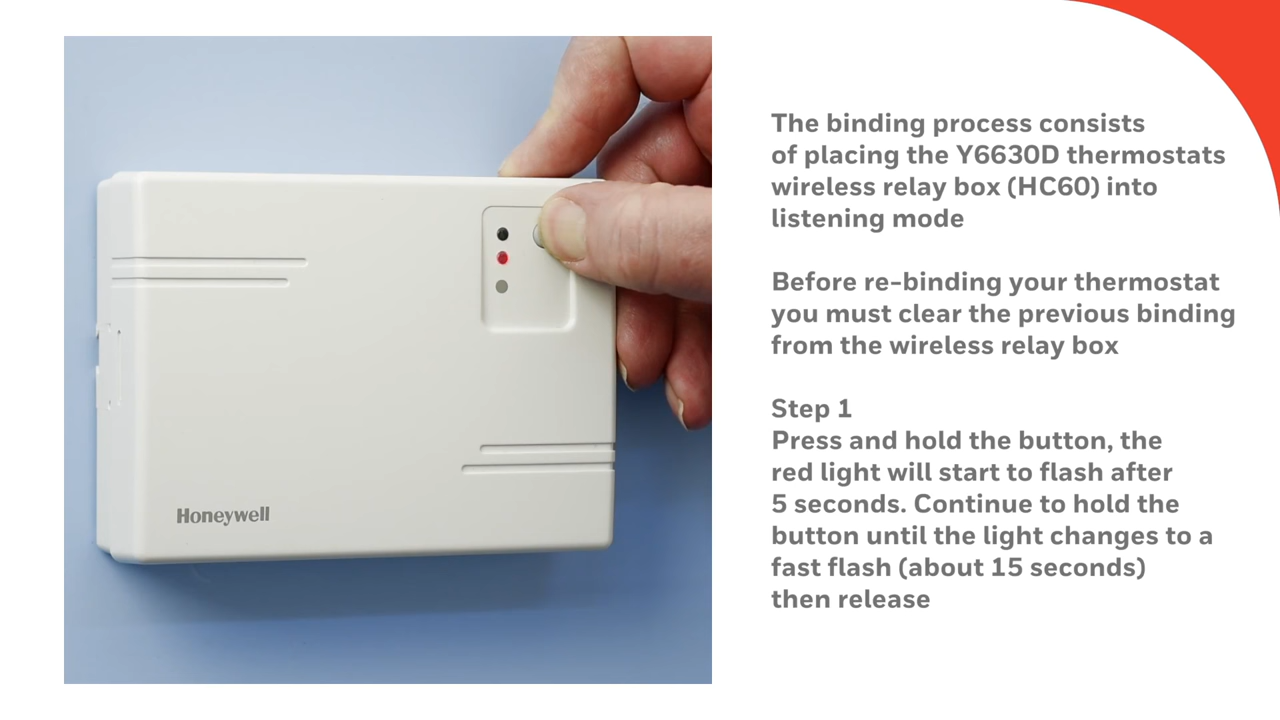 Honeywell
The binding process consists
of placing the Y6630D thermostats
wireless relay box (HC60) into
listening mode
Before re-binding your thermostat
you must clear the previous binding
from the wireless relay box
Step 1
Press and hold the button, the
red light will start to flash after
5 seconds. Continue to hold the
button until the light changes to a
fast flash (about 15 seconds)
then release